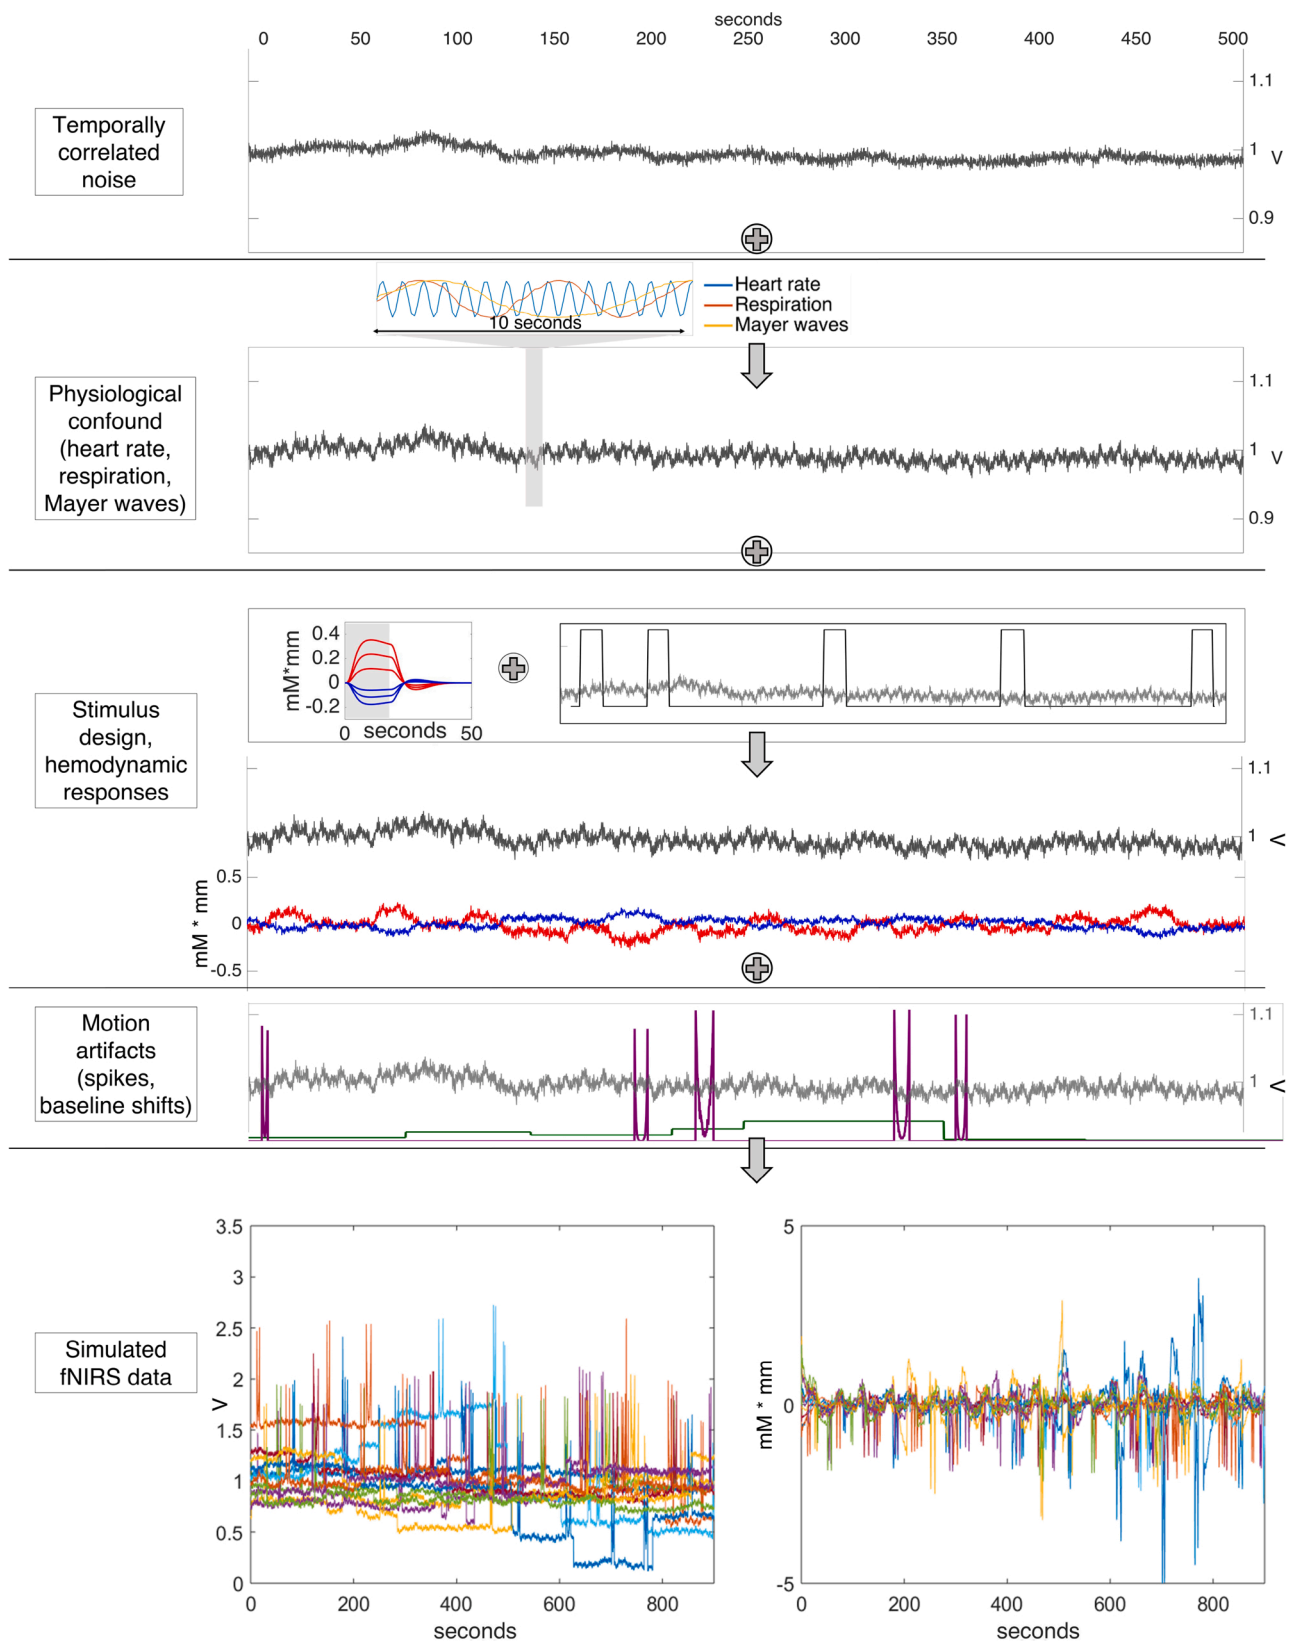 seconds
0 50 100 150 200 250 300 350 400 450 500
1.1
Temporally
correlated
noise
1
V
0.9
Heart rate
Respiration
Mayer waves
10 seconds
1.1
Physiological
confound
(heart rate,
respiration,
Mayer waves)
1
V
0.9
mM*mm
0.4
0.2
0
-0.2
0 seconds 50
Stimulus
design,
hemodynamic
responses
1.1
1
V
mM * mm
0.5
0
-0.5
Motion
artifacts
(spikes,
baseline shifts)
1.1
1
V
Simulated
fNIRS data
V
3.5
3
2.5
2
1.5
1
0.5
0
0 200 400 600 800
seconds
mM * mm
5
0
-5
0 200 400 600 800
seconds